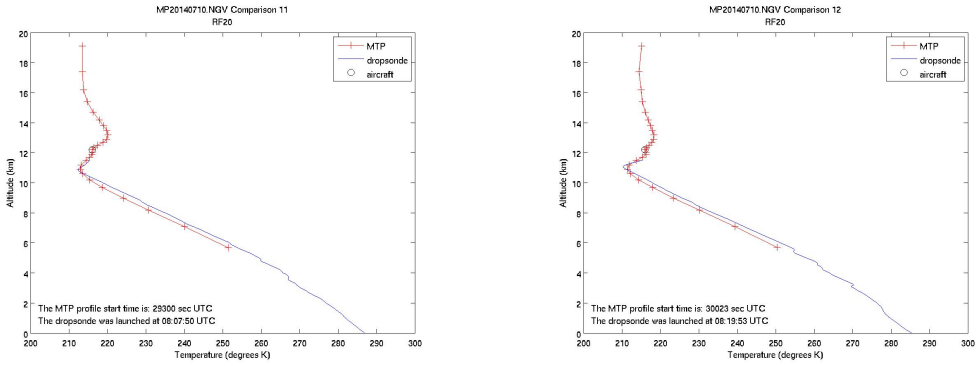 MP20140710.NGV Comparison 11
RF20
20
18
16
14
12
10
8
6
4
2
0
Altitude (km)
MTP
dropsonde
aircraft
The MTP profile start time is: 29300 sec UTC
The dropsonde was launched at 08:07:50 UTC
200 210 220 230 240 250 260 270 280 290 300
Temperature (degrees K)
MP20140710.NGV Comparison 12
RF20
20
18
16
14
12
10
8
6
4
2
0
Altitude (km)
MTP
dropsonde
aircraft
The MTP profile start time is: 30023 sec UTC
The dropsonde was launched at 08:19:53 UTC
200 210 220 230 240 250 260 270 280 290 300
Temperature (degrees K)